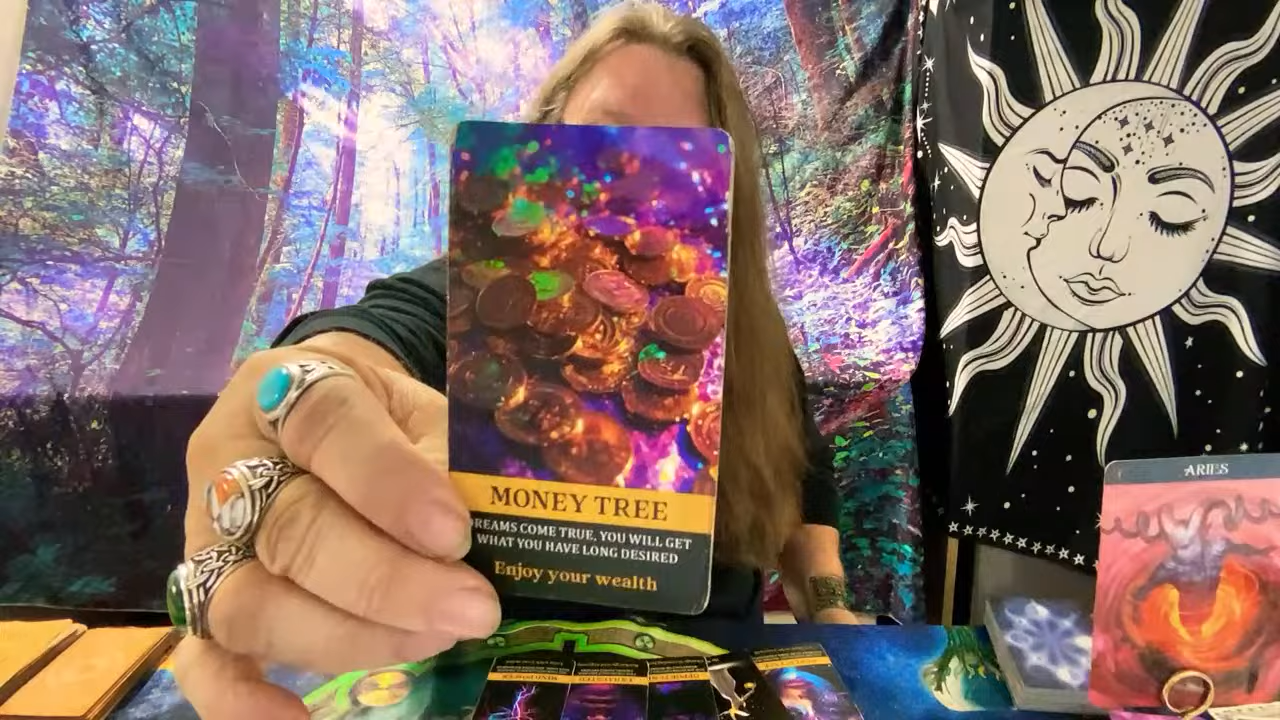 ARIES
MONEY TREE
DREAMS COME TRUE, YOU WILL GET
WHAT YOU HAVE LONG DESIRED
Enjoy your wealth